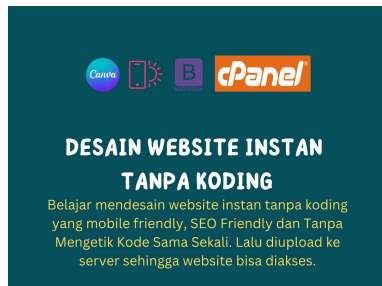 Canva
B
BOOTSTRAP
cPanel®
DESAIN WEBSITE INSTAN
TANPA KODING
Belajar mendesain website instan tanpa koding
yang mobile friendly, SEO Friendly dan Tanpa
Mengetik Kode Sama Sekali. Lalu diupload ke
server sehingga website bisa diakses.